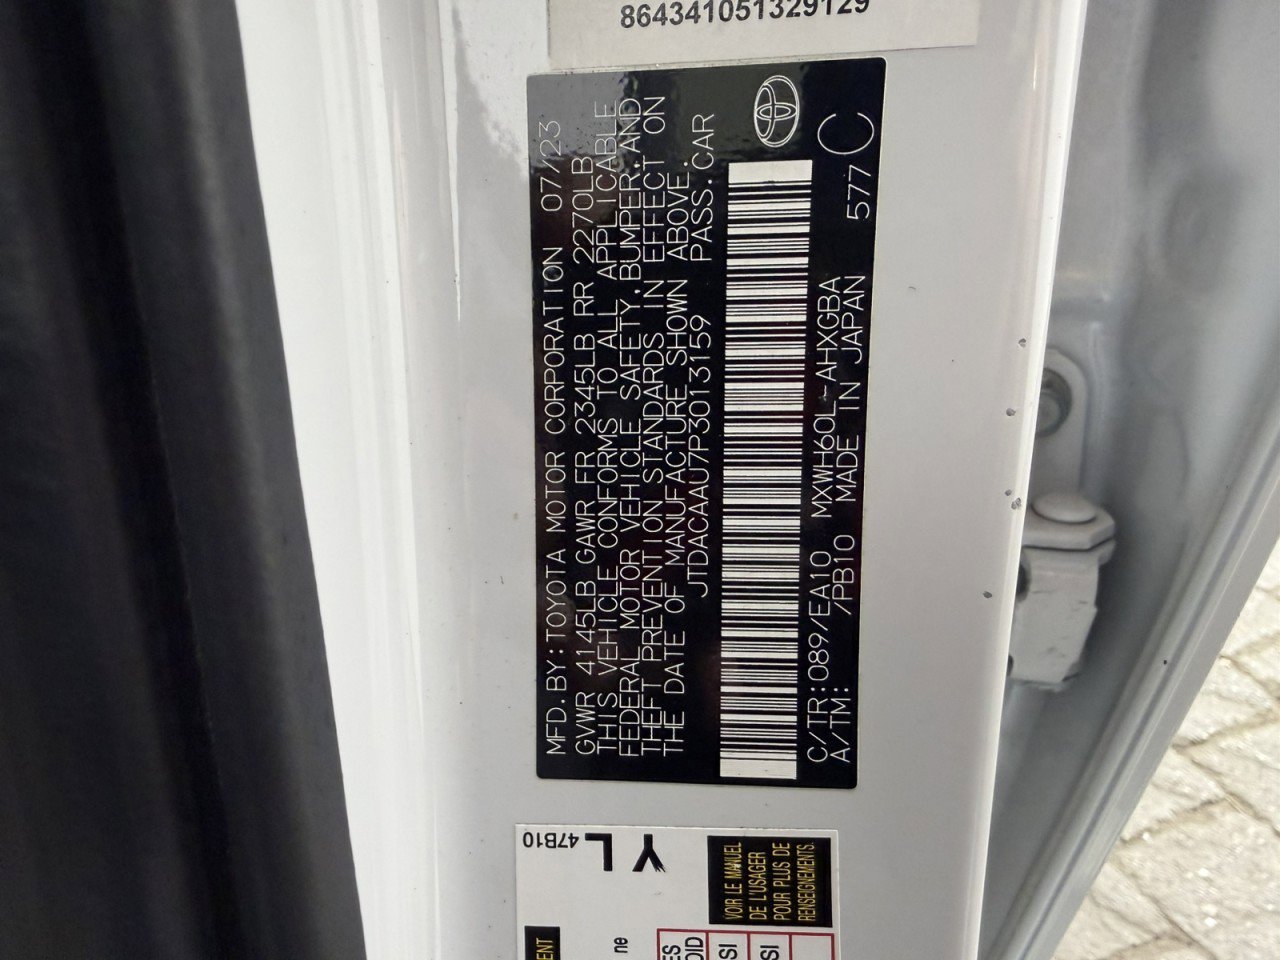 864341051329129
MFD.BY:TOYOTA MOTOR CORPORATION 07/23
GVWR 4145LB GAWR FR 2345LB RR 2270LB
THIS VEHICLE CONFORMS TO ALL APPLICABLE
FEDERAL MOTOR VEHICLE SAFETY,BUMPER,AND
THEFT PREVENTION STANDARDS IN EFFECT ON
THE DATE OF MANUFACTURE SHOWN ABOVE.
JTDACAAU7P3013159 PASS.CAR
C/TR:089/EA10 MXWH60L-AHXGBA 577 C
A/TM: /PB10 MADE IN JAPAN
47B10
YL
VOIR LE MANUEL
DE L'USAGER
POUR PLUS DE
RENSEIGNEMENTS.